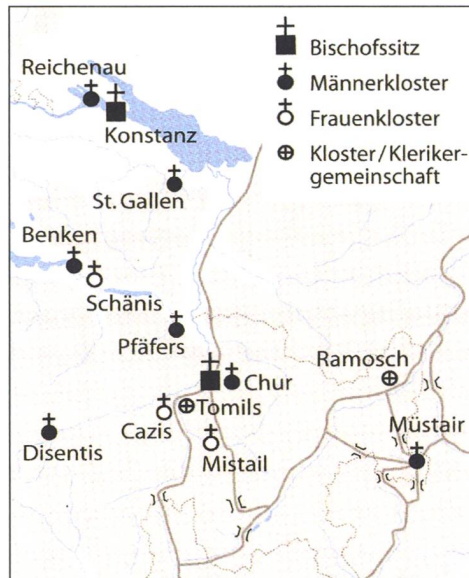 Bischofssitz
Männerkloster
Frauenkloster
Kloster/Kleriker-
gemeinschaft
Reichenau
Konstanz
St. Gallen
Benken
Schänis
Pfäfers
Chur
Ramosch
Cazis
Tomils
Müstair
Disentis
Mistail